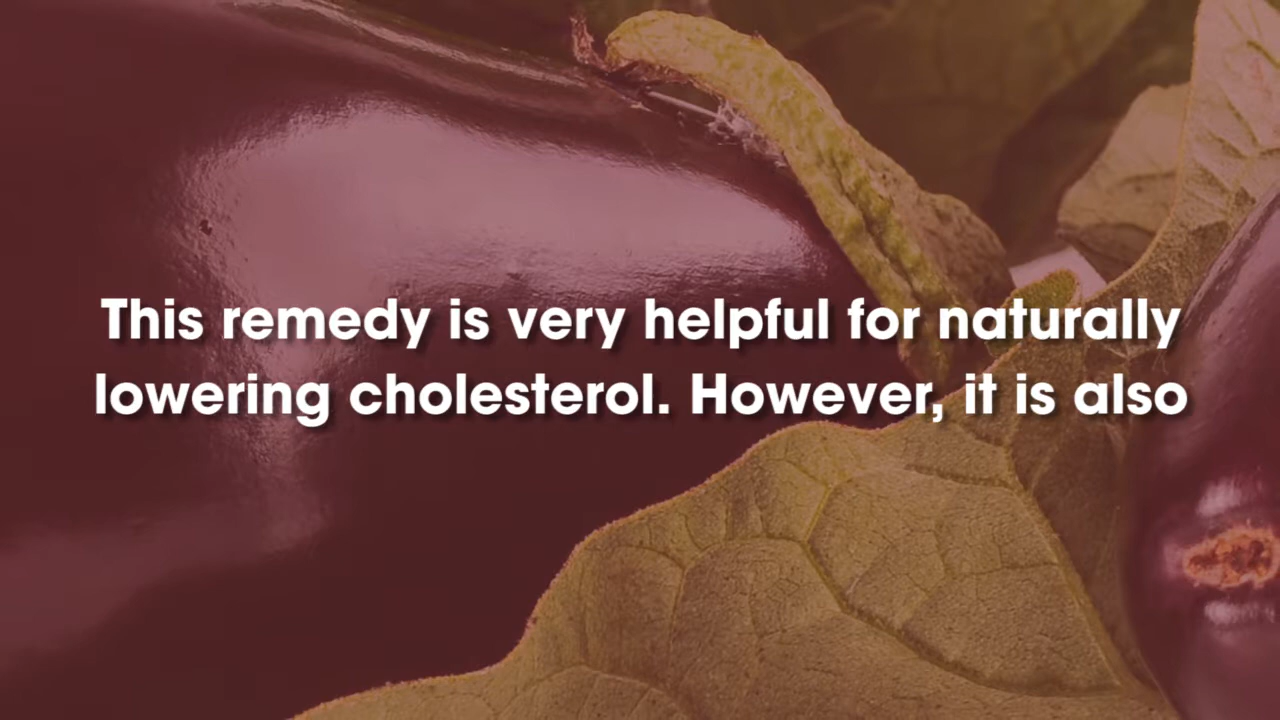 This remedy is very helpful for naturally
lowering cholesterol. However, it is also